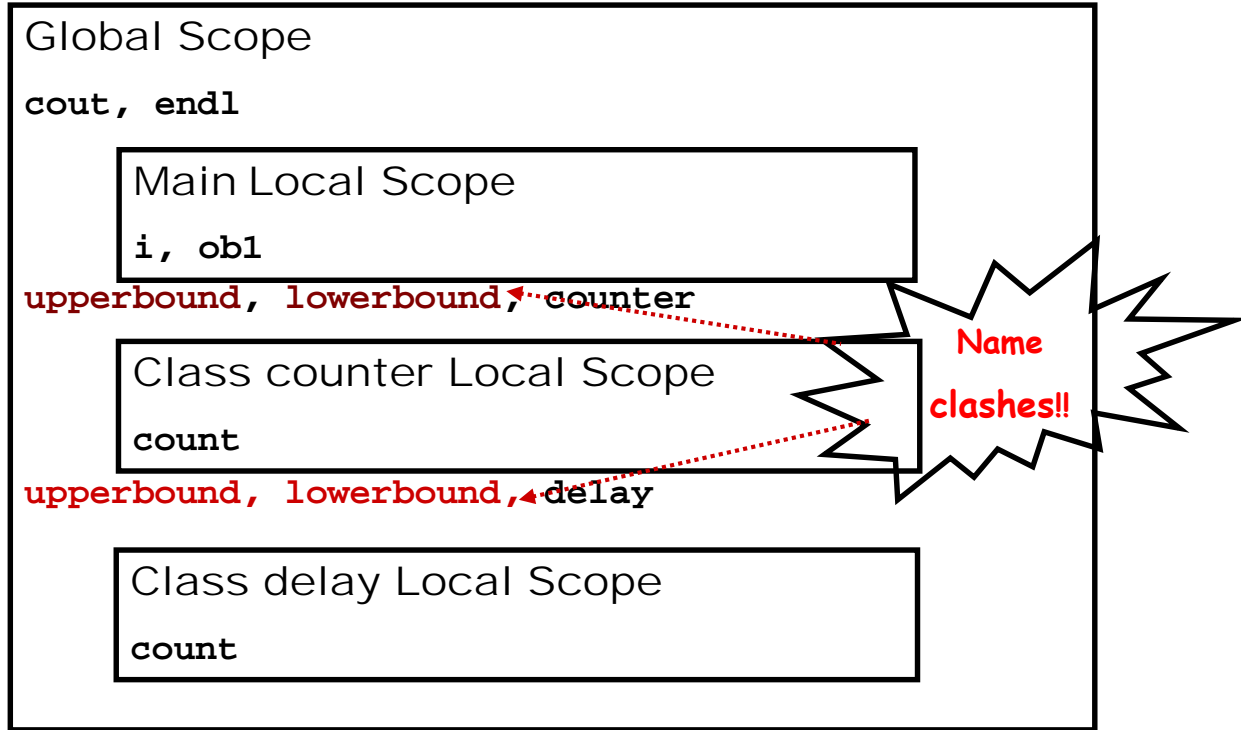 Global Scope
cout, endl
Main Local Scope
i, ob1
upperbound, lowerbound, counter
Name
clashes!!
Class counter Local Scope
count
upperbound, lowerbound, delay
Class delay Local Scope
count